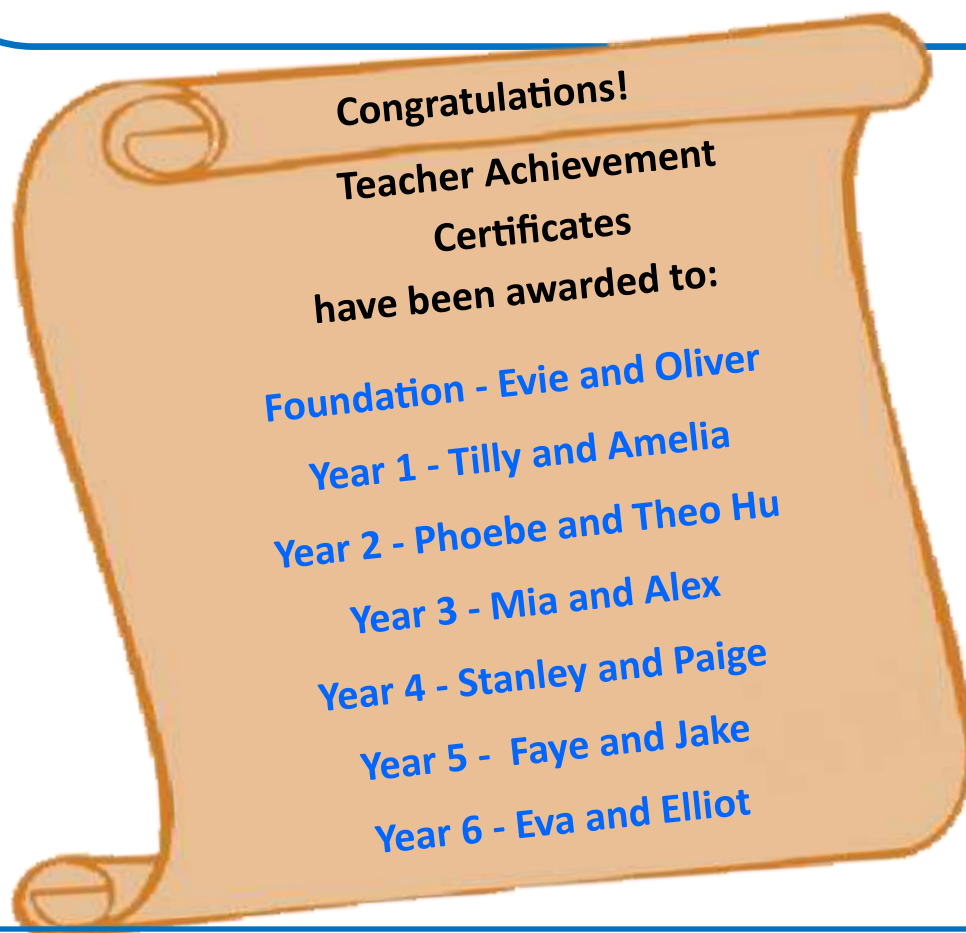 Congratulations!
Teacher Achievement
Certificates
have been awarded to:
Foundation - Evie and Oliver
Year 1 - Tilly and Amelia
Year 2 - Phoebe and Theo Hu
Year 3 - Mia and Alex
Year 4 - Stanley and Paige
Year 5 -  Faye and Jake
Year 6 - Eva and Elliot